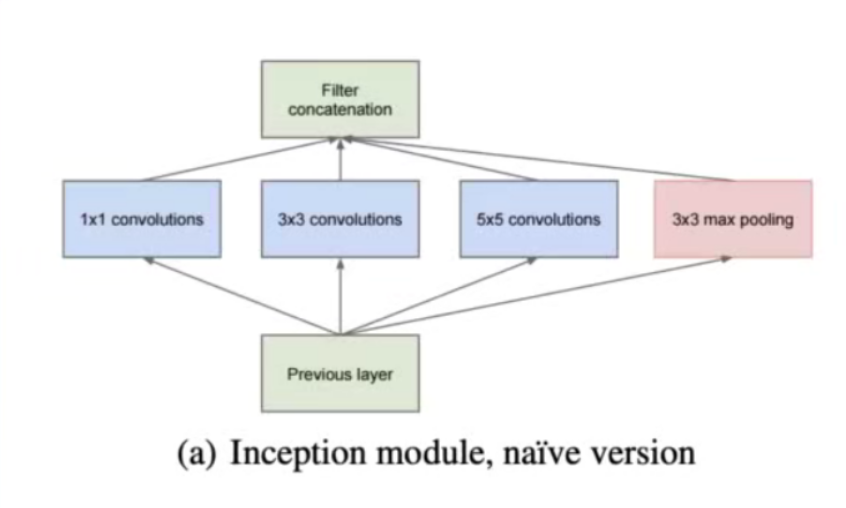 Filter
concatenation
1x1 convolutions
3x3 convolutions
5x5 convolutions
3x3 max pooling
Previous layer
(a) Inception module, naïve version